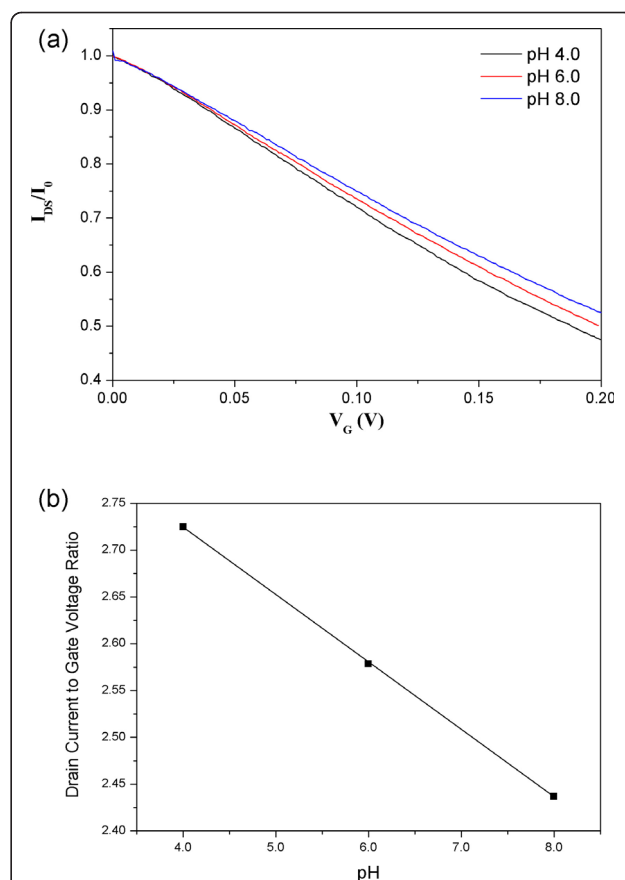 (a)
1.0
0.9
0.8
0.7
0.6
0.5
0.4
I_DS/I_0
pH 4.0
pH 6.0
pH 8.0
0.00 0.05 0.10 0.15 0.20
V_G (V)
(b)
2.75
2.70
2.65
2.60
2.55
2.50
2.45
2.40
Drain Current to Gate Voltage Ratio
4.0 5.0 6.0 7.0 8.0
pH